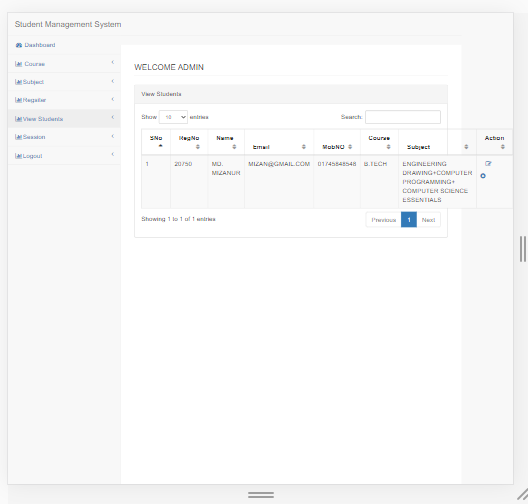 Student Management System
Dashboard
Course
Subject
Register
View Students
Session
Logout
WELCOME ADMIN
View Students
Show 10 entries
Search:
SNo RegNo Name Email MobNO Course Subject Action
1 20750 MD. MIZANUR MIZAN@GMAIL.COM 01745848548 B.TECH ENGINEERING
DRAWING+COMPUTER
PROGRAMMING+
COMPUTER SCIENCE
ESSENTIALS
Showing 1 to 1 of 1 entries
Previous 1 Next